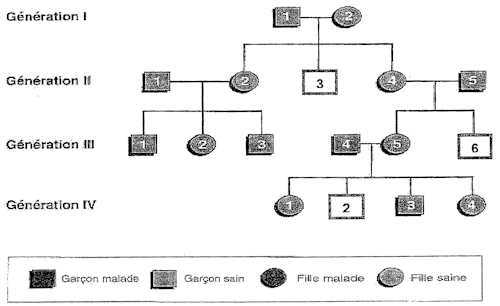 Génération I
1 2
Génération II
1 2 3 4 5
Génération III
1 2 3 4 5 6
Génération IV
1 2 3 4
Garçon malade Garçon sain Fille malade Fille saine